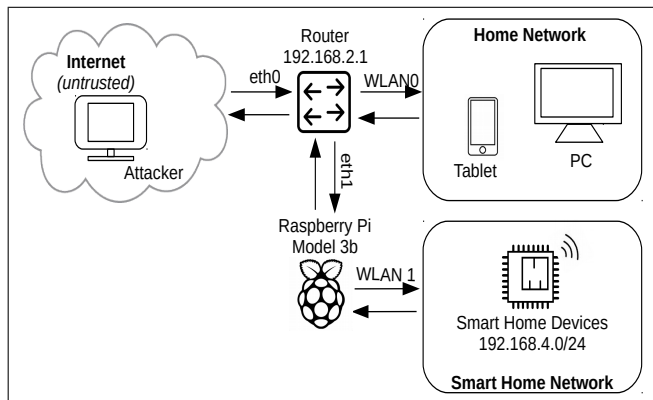 Internet
(untrusted)
Attacker
eth0
Router
192.168.2.1
WLAN0
Home Network
Tablet
PC
eth1
Raspberry Pi
Model 3b
WLAN 1
Smart Home Devices
192.168.4.0/24
Smart Home Network